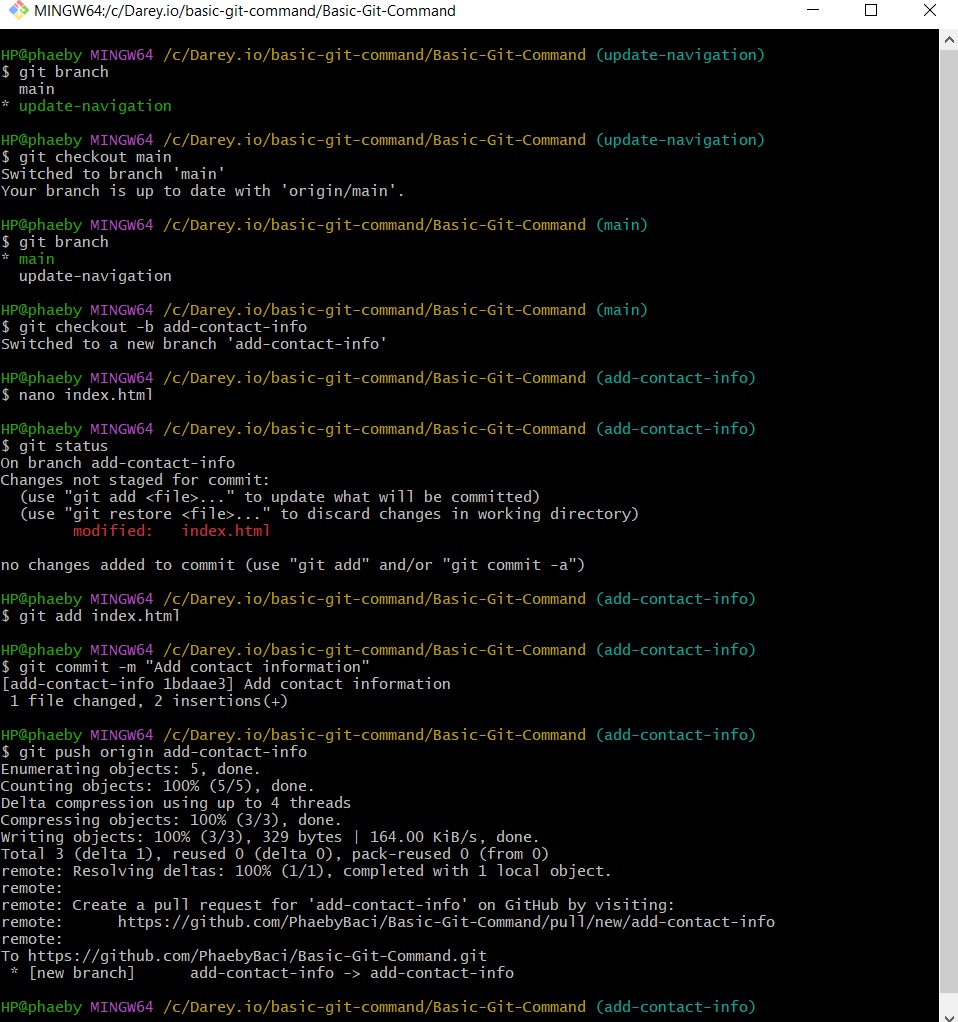 MINGW64:/c/Darey.io/basic-git-command/Basic-Git-Command
HP@phaeby MINGW64 /c/Darey.io/basic-git-command/Basic-Git-Command (update-navigation)
$ git branch
  main
* update-navigation

HP@phaeby MINGW64 /c/Darey.io/basic-git-command/Basic-Git-Command (update-navigation)
$ git checkout main
Switched to branch 'main'
Your branch is up to date with 'origin/main'.

HP@phaeby MINGW64 /c/Darey.io/basic-git-command/Basic-Git-Command (main)
$ git branch
* main
  update-navigation

HP@phaeby MINGW64 /c/Darey.io/basic-git-command/Basic-Git-Command (main)
$ git checkout -b add-contact-info
Switched to a new branch 'add-contact-info'

HP@phaeby MINGW64 /c/Darey.io/basic-git-command/Basic-Git-Command (add-contact-info)
$ nano index.html

HP@phaeby MINGW64 /c/Darey.io/basic-git-command/Basic-Git-Command (add-contact-info)
$ git status
On branch add-contact-info
Changes not staged for commit:
  (use "git add <file>..." to update what will be committed)
  (use "git restore <file>..." to discard changes in working directory)
        modified:   index.html

no changes added to commit (use "git add" and/or "git commit -a")

HP@phaeby MINGW64 /c/Darey.io/basic-git-command/Basic-Git-Command (add-contact-info)
$ git add index.html

HP@phaeby MINGW64 /c/Darey.io/basic-git-command/Basic-Git-Command (add-contact-info)
$ git commit -m "Add contact information"
[add-contact-info 1bdaae3] Add contact information
 1 file changed, 2 insertions(+)

HP@phaeby MINGW64 /c/Darey.io/basic-git-command/Basic-Git-Command (add-contact-info)
$ git push origin add-contact-info
Enumerating objects: 5, done.
Counting objects: 100% (5/5), done.
Delta compression using up to 4 threads
Compressing objects: 100% (3/3), done.
Writing objects: 100% (3/3), 329 bytes | 164.00 KiB/s, done.
Total 3 (delta 1), reused 0 (delta 0), pack-reused 0 (from 0)
remote: Resolving deltas: 100% (1/1), completed with 1 local object.
remote:
remote: Create a pull request for 'add-contact-info' on GitHub by visiting:
remote:      https://github.com/PhaebyBaci/Basic-Git-Command/pull/new/add-contact-info
remote:
To https://github.com/PhaebyBaci/Basic-Git-Command.git
 * [new branch]      add-contact-info -> add-contact-info

HP@phaeby MINGW64 /c/Darey.io/basic-git-command/Basic-Git-Command (add-contact-info)